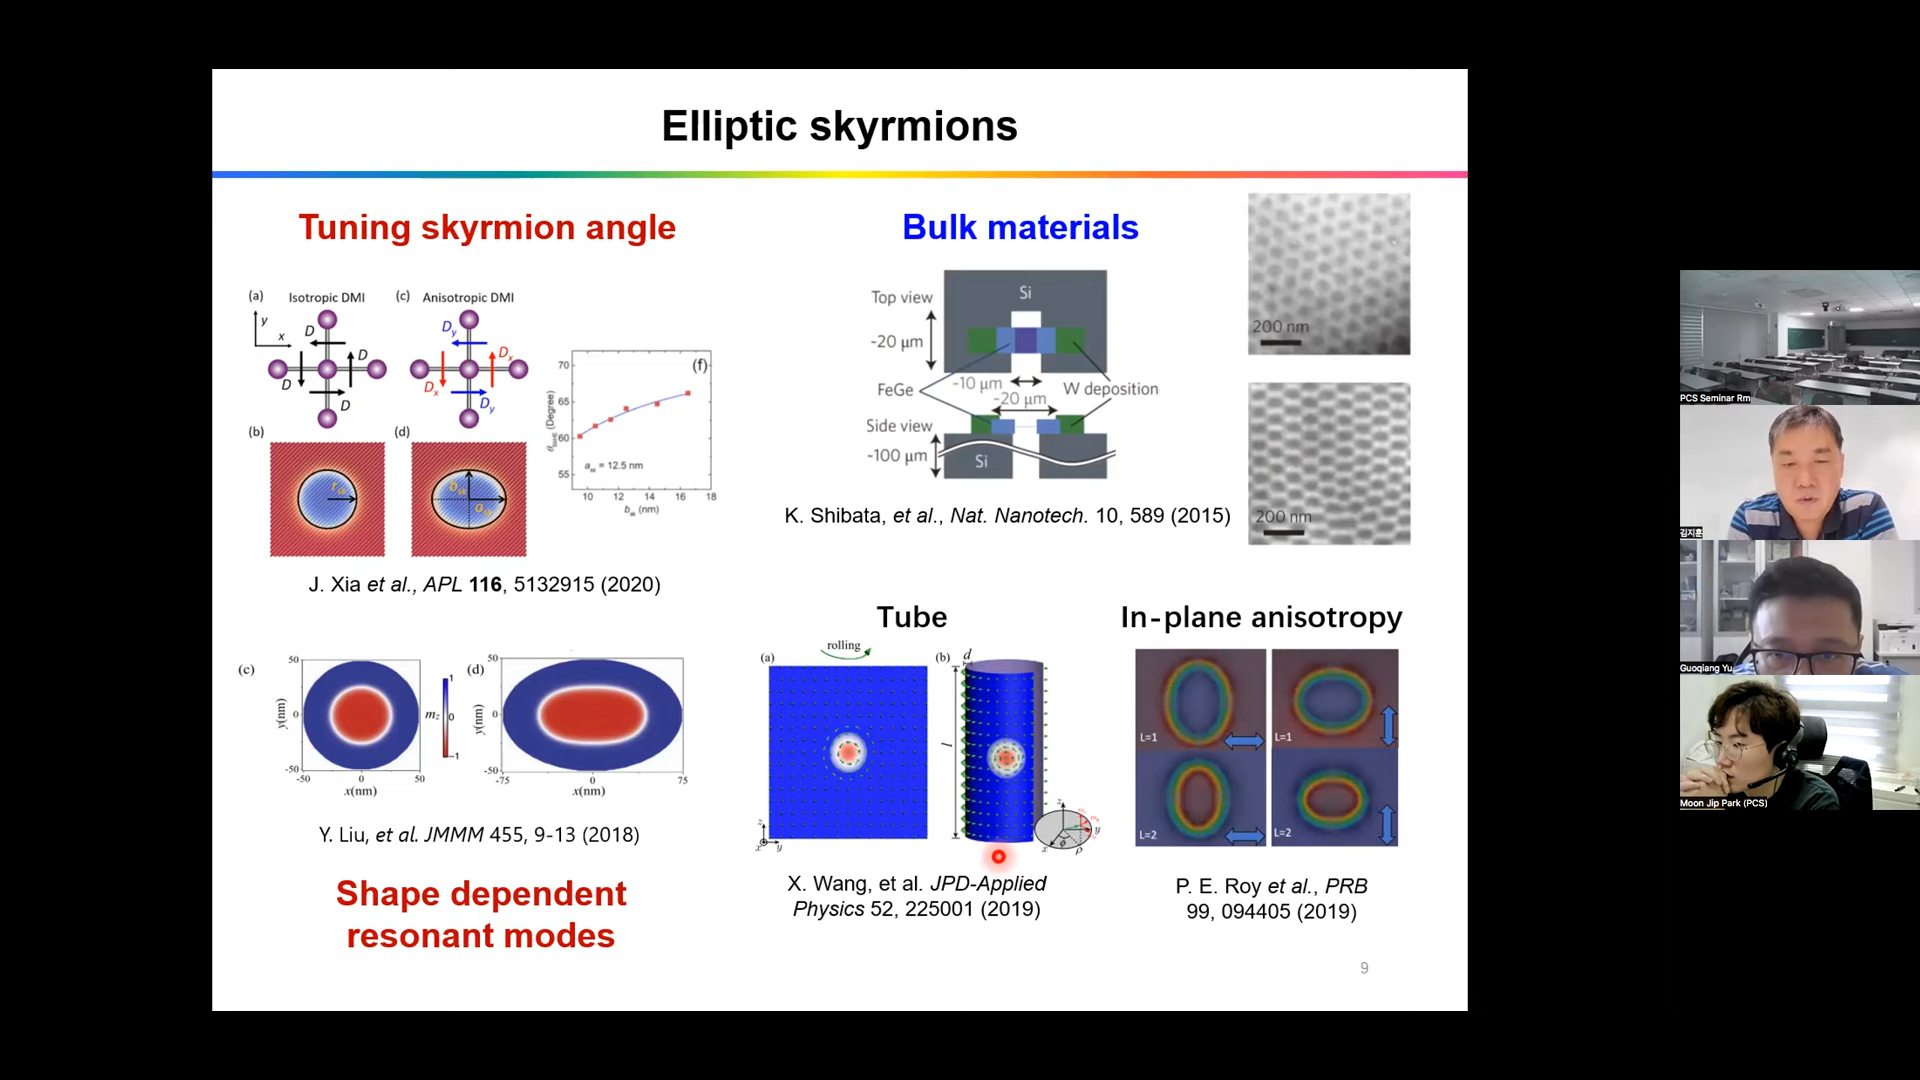 Elliptic skyrmions
Tuning skyrmion angle
(a) Isotropic DMI
y
x
D
D
D
D
(c) Anisotropic DMI
Dy
Dx
Dx
Dy
(b)
rsk
(d)
bsk
ask
(f)
70
65
60
55
(Degree)
ask = 12.5 nm
10 12 14 16 18
bsk (nm)
J. Xia et al., APL 116, 5132915 (2020)
(c)
50
0
-50
y(nm)
-50 0 50
x(nm)
1
mz 0
-1
(d)
50
0
-50
y(nm)
-75 0 75
x(nm)
Y. Liu, et al. JMMM 455, 9-13 (2018)
Shape dependent
resonant modes
Bulk materials
Top view
Si
~20 μm
FeGe
~10 μm
W deposition
~20 μm
Side view
~100 μm
Si
K. Shibata, et al., Nat. Nanotech. 10, 589 (2015)
200 nm
200 nm
Tube
(a) rolling
z
x y
(b) d
l
z
y
x
ϕ
ρ
X. Wang, et al. JPD-Applied
Physics 52, 225001 (2019)
In-plane anisotropy
L=1
L=1
L=2
L=2
P. E. Roy et al., PRB
99, 094405 (2019)
9
PCS Seminar Rm
김지훈
Guoqiang Yu
Moon Jip Park (PCS)